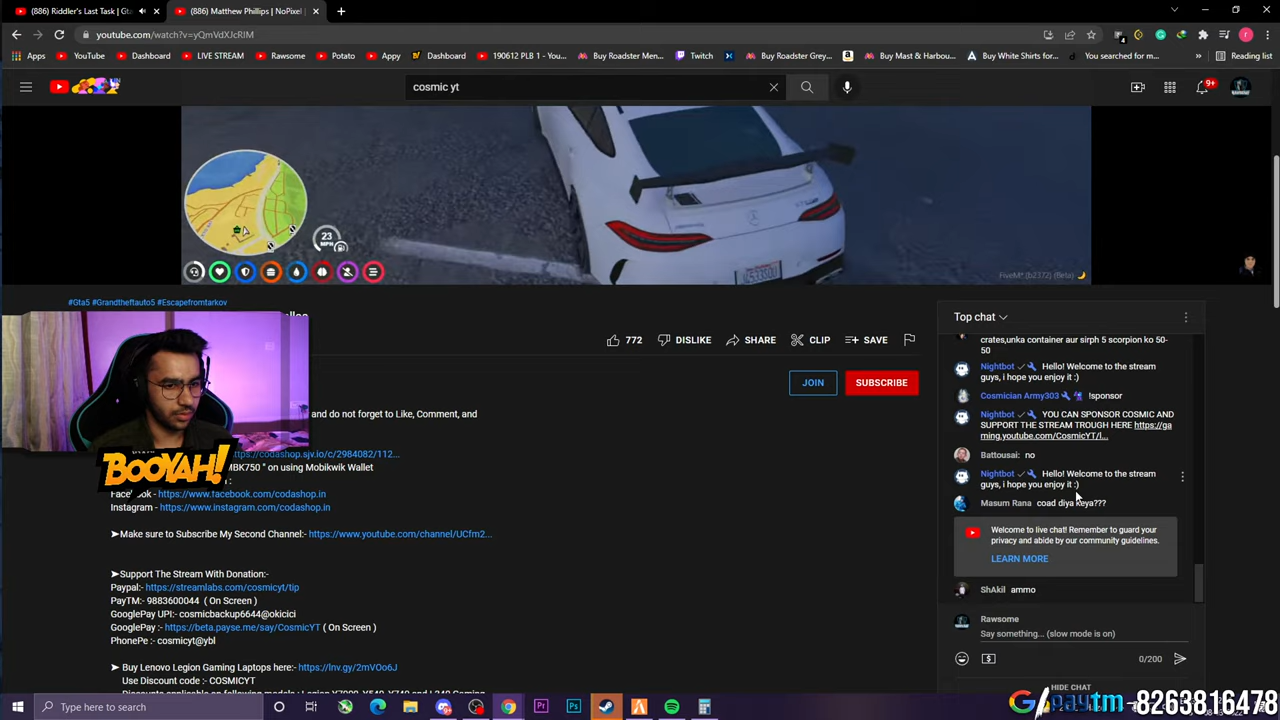 (886) Riddler's Last Task | Gta
(886) Matthew Phillips | NoPixel |
youtube.com/watch?v=yQmVdXJcRIM
Apps YouTube Dashboard LIVE STREAM Rawsome Potato Appy Dashboard 190612 PLB 1 - You... Buy Roadster Grey... Twitch Buy Roadster Gree... Buy Mast & Harbou... Buy White Shirts for... You searched for m... » Reading list
IN
cosmic yt
9+
23
MPH
FiveM* (b2372) (Beta)
#Gta5 #Grandtheftauto5 #Escapefromtarkov
772 DISLIKE SHARE CLIP SAVE
JOIN SUBSCRIBE
and do not forget to Like, Comment, and
://codashop.sjv.io/c/2984082/112...
MBK750 " on using Mobikwik Wallet
Facebook - https://www.facebook.com/codashop.in
Instagram - https://www.instagram.com/codashop.in
➤Make sure to Subscribe My Second Channel:- https://www.youtube.com/channel/UCfm2...
➤Support The Stream With Donation:-
Paypal:- https://streamlabs.com/cosmicyt/tip
PayTM:- 9883600044 ( On Screen )
GooglePay UPI:- cosmicbackup6644@okicici
GooglePay :- https://beta.payse.me/say/CosmicYT ( On Screen )
PhonePe :- cosmicyt@ybl
➤ Buy Lenovo Legion Gaming Laptops here:- https://lnv.gy/2mVOo6J
Use Discount code:- COSMICYT
BOOYAH!
Top chat
crates,unka container aur sirph 5 scorpion ko 50-
50
Nightbot Hello! Welcome to the stream
guys, i hope you enjoy it :)
Cosmician Army303 !sponsor
Nightbot YOU CAN SPONSOR COSMIC AND
SUPPORT THE STREAM TROUGH HERE https://ga
ming.youtube.com/CosmicYT/l...
Battousai: no
Nightbot Hello! Welcome to the stream
guys, i hope you enjoy it :)
Masum Rana coad diya keya???
Welcome to live chat! Remember to guard your
privacy and abide by our community guidelines.
LEARN MORE
ShAkil ammo
Rawsome
Say something... (slow mode is on)
0/200
HIDE CHAT
Type here to search
G/paytm 8263816478